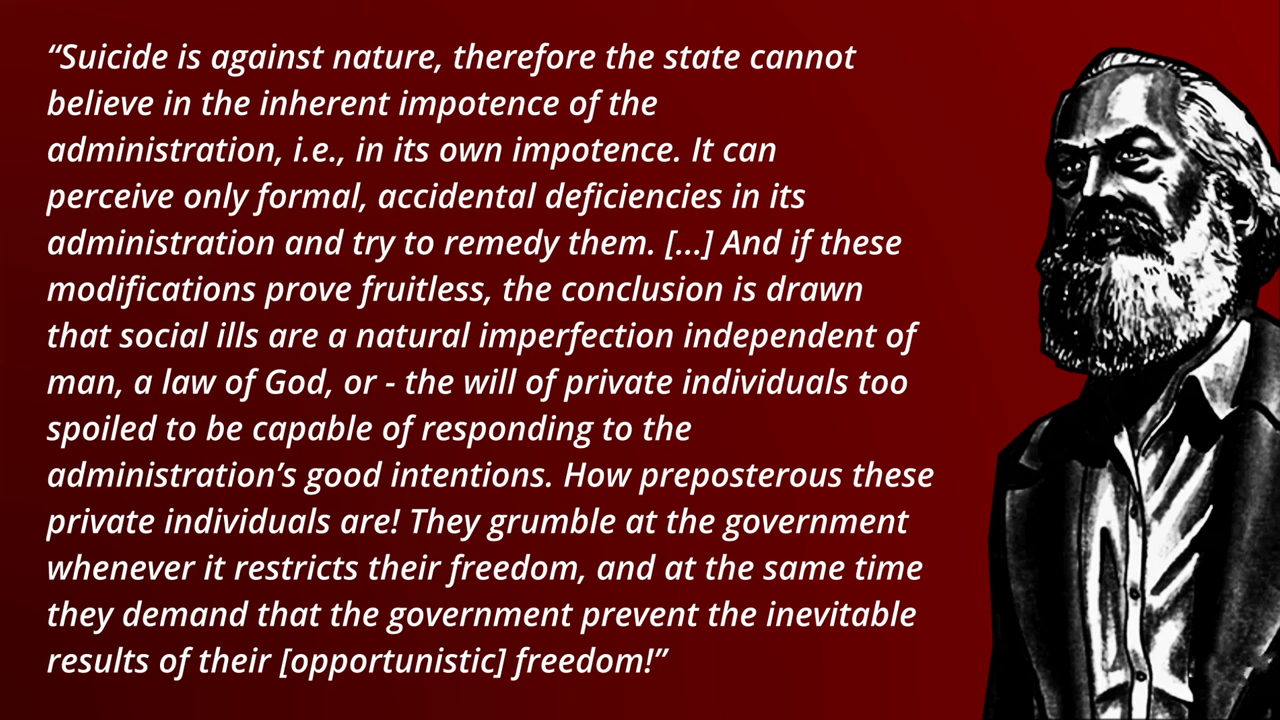 “Suicide is against nature, therefore the state cannot
believe in the inherent impotence of the
administration, i.e., in its own impotence. It can
perceive only formal, accidental deficiencies in its
administration and try to remedy them. [...] And if these
modifications prove fruitless, the conclusion is drawn
that social ills are a natural imperfection independent of
man, a law of God, or - the will of private individuals too
spoiled to be capable of responding to the
administration’s good intentions. How preposterous these
private individuals are! They grumble at the government
whenever it restricts their freedom, and at the same time
they demand that the government prevent the inevitable
results of their [opportunistic] freedom!”